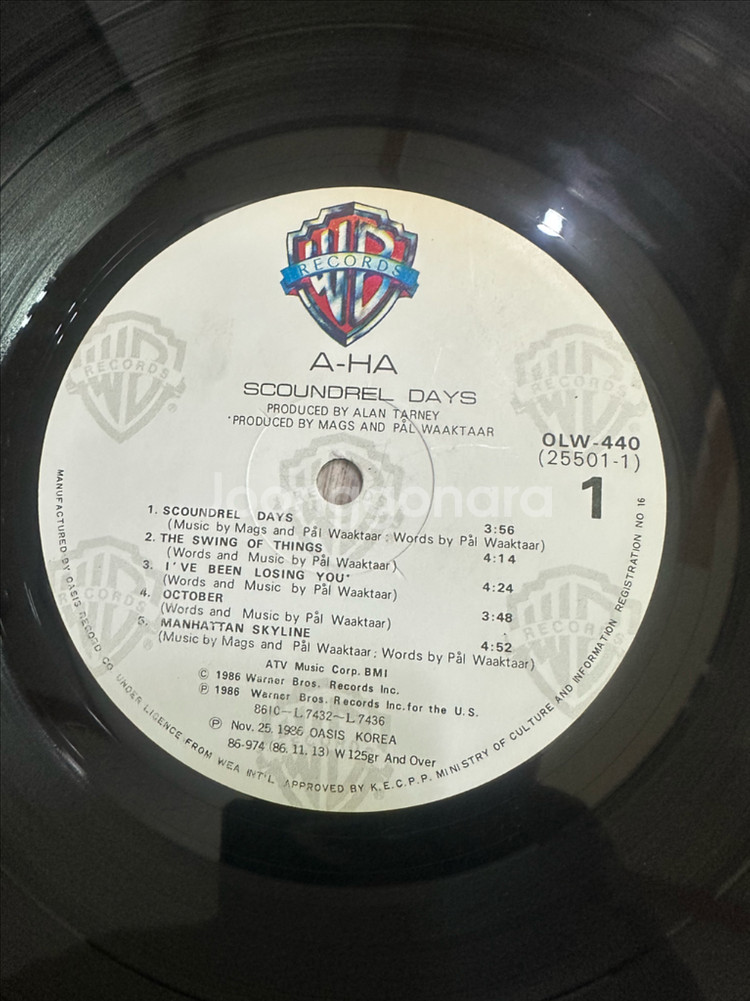 WB
RECORDS
A-HA
SCOUNDREL DAYS
PRODUCED BY ALAN TARNEY
*PRODUCED BY MAGS AND PÅL WAAKTAAR
OLW-440
(25501-1)
1
1. SCOUNDREL DAYS 3:56
(Music by Mags and Pål Waaktaar : Words by Pål Waaktaar)
2. THE SWING OF THINGS 4:14
(Words and Music by Pål Waaktaar)
3. I'VE BEEN LOSING YOU* 4:24
(Words and Music by Pål Waaktaar)
4. OCTOBER 3:48
(Words and Music by Pål Waaktaar)
5. MANHATTAN SKYLINE 4:52
(Music by Mags and Pål Waaktaar: Words by Pål Waaktaar)
ATV Music Corp. BMI
© 1986 Warner Bros. Records Inc.
℗ 1986 Warner Bros. Records Inc. for the U.S.
861C-L7432-L7436
℗ Nov. 25. 1986 OASIS KOREA
86-974 (86. 11. 13) W 125gr And Over
MANUFACTURED BY OASIS RECORD CO UNDER LICENCE FROM WEA INT'L APPROVED BY K.E.C.P.P. MINISTRY OF CULTURE AND INFORMATION REGISTRATION NO 16
joonggonara